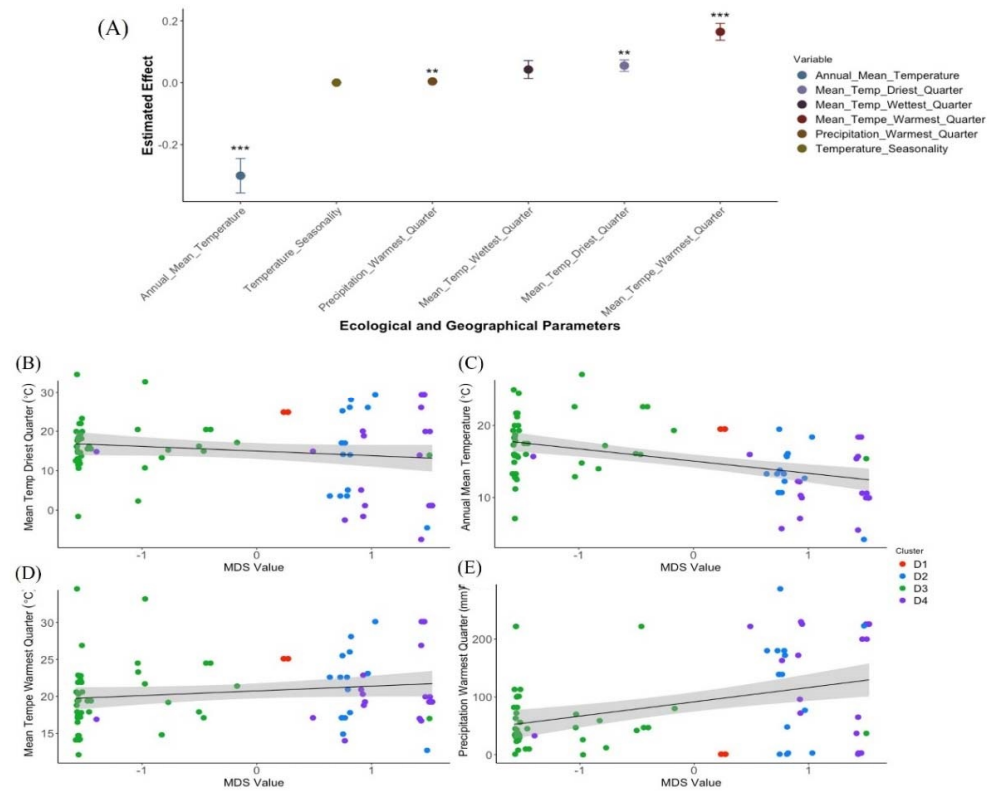 (A)
0.2
0.0
-0.2
Estimated Effect
***
**
**
***
Annual_Mean_Temperature
Temperature_Seasonality
Precipitation_Warmest_Quarter
Mean_Temp_Wettest_Quarter
Mean_Temp_Driest_Quarter
Mean_Tempe_Warmest_Quarter
Ecological and Geographical Parameters
Variable
Annual_Mean_Temperature
Mean_Temp_Driest_Quarter
Mean_Temp_Wettest_Quarter
Mean_Tempe_Warmest_Quarter
Precipitation_Warmest_Quarter
Temperature_Seasonality
(B)
Mean Temp Driest Quarter (°C)
30
20
10
0
-1
0
1
MDS Value
(C)
Annual Mean Temperature (°C)
20
10
-1
0
1
MDS Value
(D)
Mean Tempe Warmest Quarter (°C)
30
25
20
15
-1
0
1
MDS Value
(E)
Precipitation Warmest Quarter (mm)
200
100
0
-1
0
1
MDS Value
Cluster
D1
D2
D3
D4